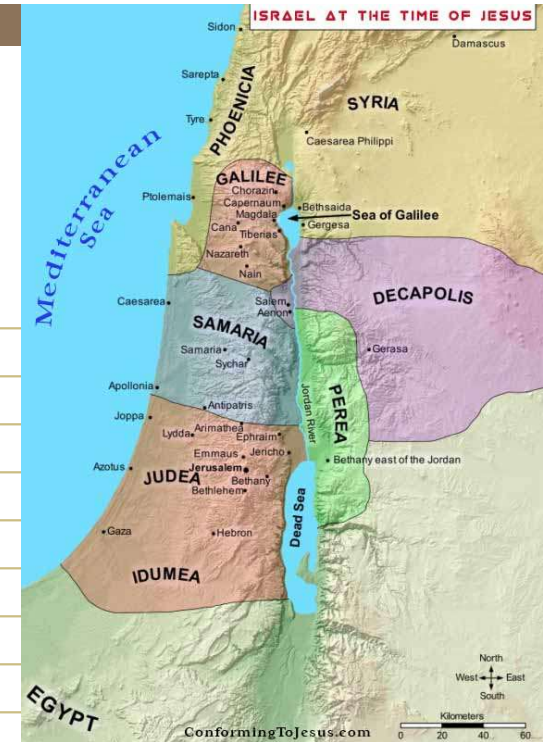 ISRAEL AT THE TIME OF JESUS
Sidon
Damascus
Sarepta
PHOENICIA
SYRIA
Tyre
Caesarea Philippi
Mediterranean
Sea
GALILEE
Chorazin
Ptolemais
Capernaum
Bethsaida
Magdala
Sea of Galilee
Cana
Gergesa
Tiberias
Nazareth
Nain
DECAPOLIS
Caesarea
Salem
Aenon
SAMARIA
Samaria
Gerasa
Sychar
PEREA
Jordan River
Apollonia
Antipatris
Joppa
Arimathea
Lydda
Ephraim
Emmaus
Jericho
Bethany east of the Jordan
Azotus
Jerusalem
JUDEA
Bethany
Bethlehem
Dead Sea
Gaza
Hebron
IDUMEA
EGYPT
North
West
East
South
Kilometers
0 20 40 60
ConformingToJesus.com